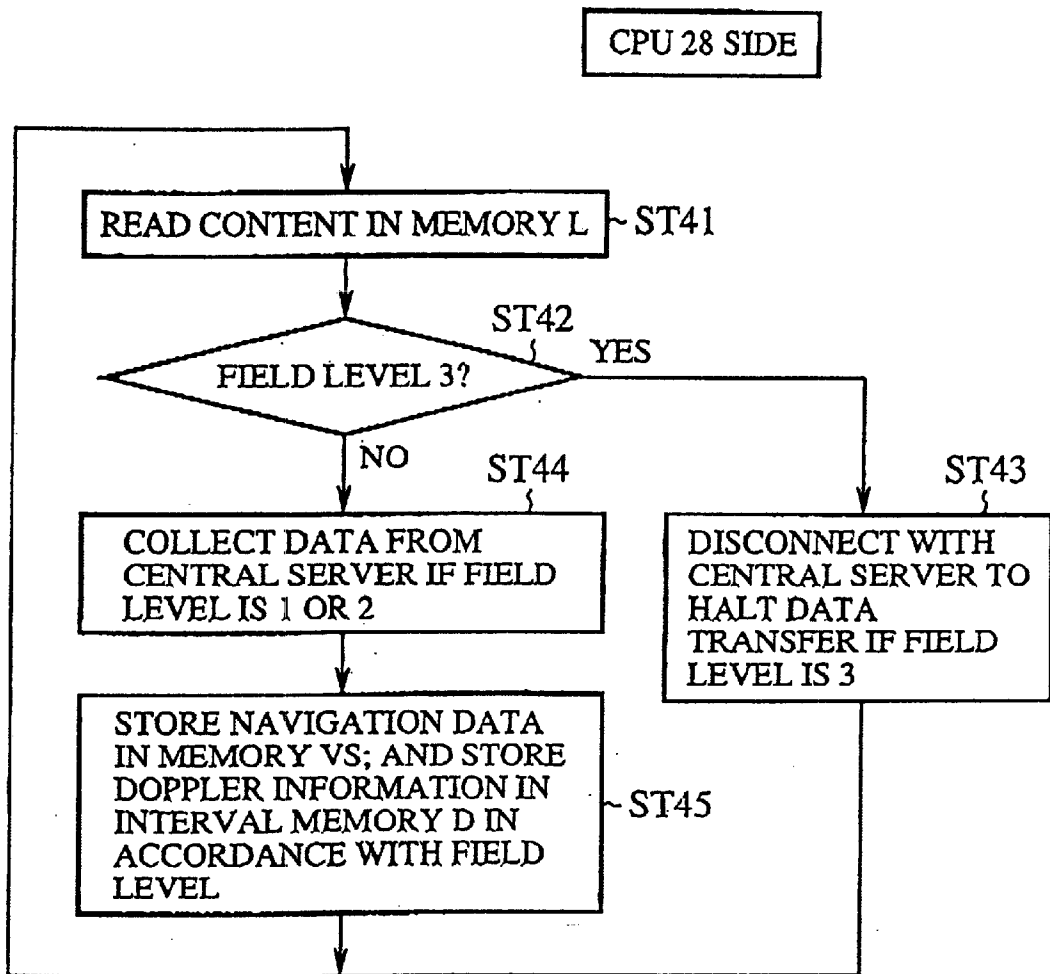 CPU 28 SIDE
READ CONTENT IN MEMORY L
ST41
ST42
FIELD LEVEL 3?
YES
NO
ST44
COLLECT DATA FROM
CENTRAL SERVER IF FIELD
LEVEL IS 1 OR 2
ST43
DISCONNECT WITH
CENTRAL SERVER TO
HALT DATA
TRANSFER IF FIELD
LEVEL IS 3
STORE NAVIGATION DATA
IN MEMORY VS; AND STORE
DOPPLER INFORMATION IN
INTERVAL MEMORY D IN
ACCORDANCE WITH FIELD
LEVEL
ST45